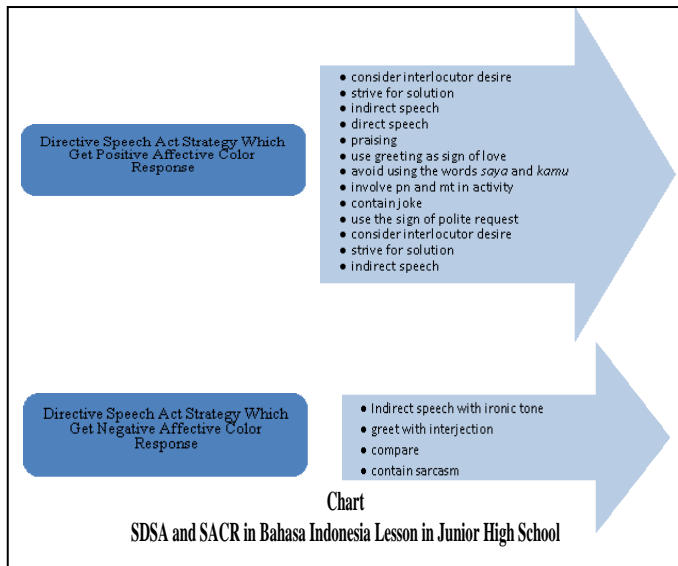 Directive Speech Act Strategy Which
Get Positive Affective Color
Response
● consider interlocutor desire
● strive for solution
● indirect speech
● direct speech
● praising
● use greeting as sign of love
● avoid using the words saya and kamu
● involve pn and mt in activity
● contain joke
● use the sign of polite request
● consider interlocutor desire
● strive for solution
● indirect speech
Directive Speech Act Strategy Which
Get Negative Affective Color
Response
● Indirect speech with ironic tone
● greet with interjection
● compare
● contain sarcasm
Chart
SDSA and SACR in Bahasa Indonesia Lesson in Junior High School